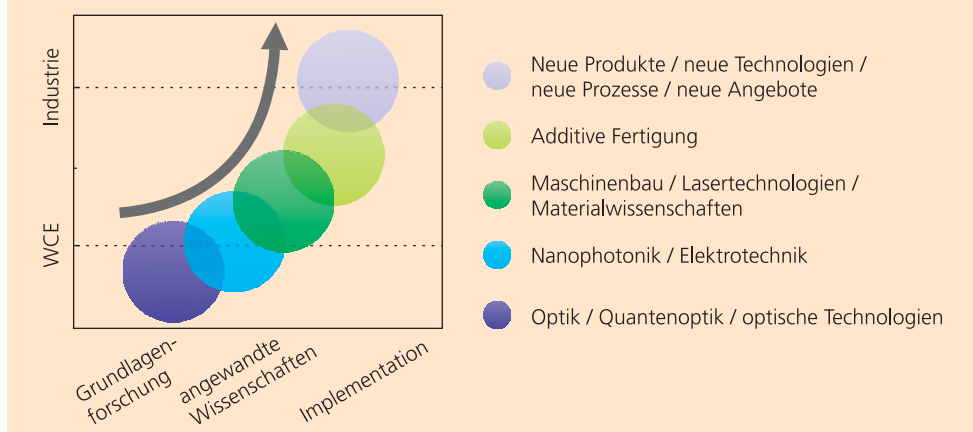 Industrie
WCE
Grundlagen-
forschung
angewandte
Wissenschaften
Implementation
Neue Produkte / neue Technologien /
neue Prozesse / neue Angebote
Additive Fertigung
Maschinenbau / Lasertechnologien /
Materialwissenschaften
Nanophotonik / Elektrotechnik
Optik / Quantenoptik / optische Technologien